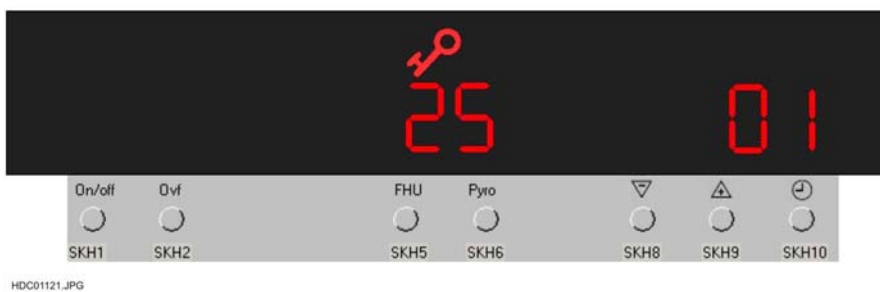 25 01
On/off Ovf FHU Pyro
SKH1 SKH2 SKH5 SKH6 SKH8 SKH9 SKH10
HDC01121.JPG